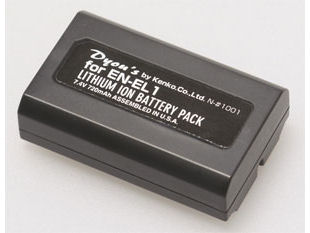 Dyon's by Kenko.Co.,Ltd. N-#1001
for EN-EL1
LITHIUM ION BATTERY PACK
7.4V 720mAH ASSEMBLED IN U.S.A.